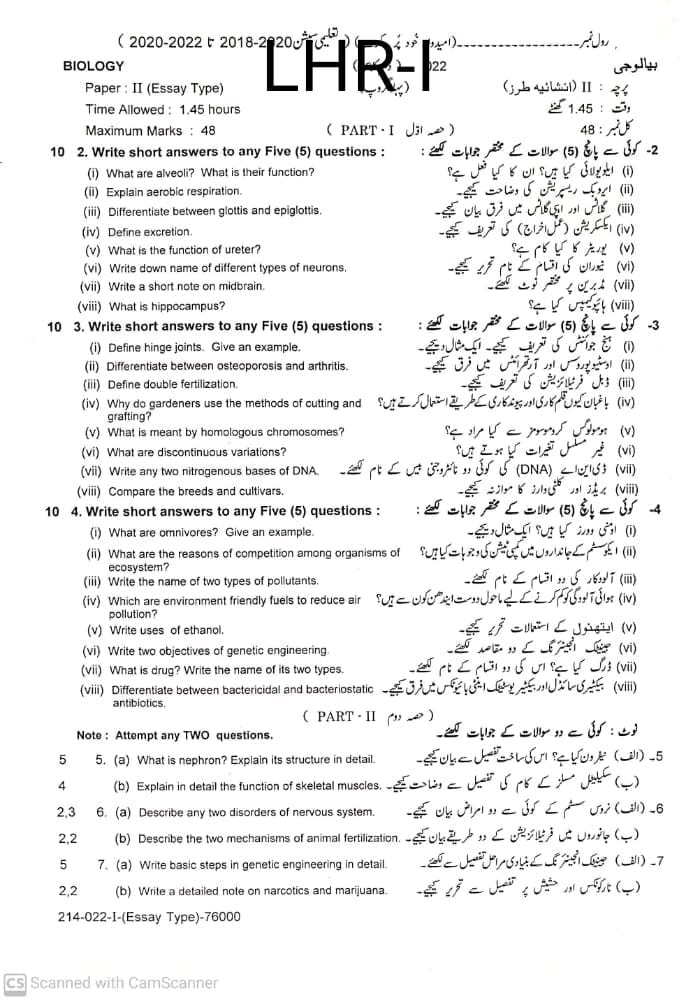 رول نمبر ــــــــ (امیدوار خود پُر کرے) (تعلیمی سیشن 2018-2020 تا 2020-2022)
BIOLOGY LHR-I 022 بیالوجی
Paper : II (Essay Type) (پہلا گروپ) پرچہ : II (انشائیہ طرز)
Time Allowed : 1.45 hours وقت : 1.45 گھنٹے
Maximum Marks : 48 ( PART - I حصہ اوّل ) کل نمبر : 48
10 2. Write short answers to any Five (5) questions : 2- کوئی سے پانچ (5) سوالات کے مختصر جوابات لکھئے :
(i) What are alveoli? What is their function? (i) ایلویولائی کیا ہیں؟ ان کا کیا فعل ہے؟
(ii) Explain aerobic respiration. (ii) ایروبک ریسپریشن کی وضاحت کیجیے۔
(iii) Differentiate between glottis and epiglottis. (iii) گلاٹس اور اپی گلاٹس میں فرق بیان کیجیے۔
(iv) Define excretion. (iv) ایکسکریشن (عملِ اخراج) کی تعریف کیجیے۔
(v) What is the function of ureter? (v) یوریٹر کا کیا کام ہے؟
(vi) Write down name of different types of neurons. (vi) نیوران کی اقسام کے نام تحریر کیجیے۔
(vii) Write a short note on midbrain. (vii) مڈبرین پر مختصر نوٹ لکھئے۔
(viii) What is hippocampus? (viii) ہائپوکیمپس کیا ہے؟
10 3. Write short answers to any Five (5) questions : 3- کوئی سے پانچ (5) سوالات کے مختصر جوابات لکھئے :
(i) Define hinge joints. Give an example. (i) ہنج جوائنٹس کی تعریف کیجیے۔ ایک مثال دیجیے۔
(ii) Differentiate between osteoporosis and arthritis. (ii) اوسٹیوپوروسس اور آرتھرائٹس میں فرق کیجیے۔
(iii) Define double fertilization. (iii) ڈبل فرٹیلائزیشن کی تعریف کیجیے۔
(iv) Why do gardeners use the methods of cutting and (iv) باغبان کیوں قلم کاری اور پیوندکاری کے طریقے استعمال کرتے ہیں؟
grafting?
(v) What is meant by homologous chromosomes? (v) ہومولوگس کروموسومز سے کیا مراد ہے؟
(vi) What are discontinuous variations? (vi) غیر مسلسل تغیرات کیا ہوتے ہیں؟
(vii) Write any two nitrogenous bases of DNA. (vii) ڈی این اے (DNA) کی کوئی دو نائٹروجنی بیس کے نام لکھئے۔
(viii) Compare the breeds and cultivars. (viii) بریڈز اور کلٹی وارز کا موازنہ کیجیے۔
10 4. Write short answers to any Five (5) questions : 4- کوئی سے پانچ (5) سوالات کے مختصر جوابات لکھئے :
(i) What are omnivores? Give an example. (i) اومنی وورز کیا ہیں؟ ایک مثال دیجیے۔
(ii) What are the reasons of competition among organisms of (ii) ایکوسسٹم کے جانداروں میں کمپیٹیشن کی وجوہات کیا ہیں؟
ecosystem?
(iii) Write the name of two types of pollutants. (iii) آلودکار کی دو اقسام کے نام لکھئے۔
(iv) Which are environment friendly fuels to reduce air (iv) ہوائی آلودگی کو کم کرنے کے لیے ماحول دوست ایندھن کون سے ہیں؟
pollution?
(v) Write uses of ethanol. (v) ایتھنول کے استعمالات تحریر کیجیے۔
(vi) Write two objectives of genetic engineering. (vi) جینیٹک انجینئرنگ کے دو مقاصد لکھئے۔
(vii) What is drug? Write the name of its two types. (vii) ڈرگ کیا ہے؟ اس کی دو اقسام کے نام لکھئے۔
(viii) Differentiate between bactericidal and bacteriostatic (viii) بیکٹیری سائڈل اور بیکٹیریوسٹیٹک اینٹی بائیوٹکس میں فرق کیجیے۔
antibiotics.
( PART - II حصہ دوم )
Note : Attempt any TWO questions. نوٹ : کوئی سے دو سوالات کے جوابات لکھئے۔
5 5. (a) What is nephron? Explain its structure in detail. 5- (الف) نیفرون کیا ہے؟ اس کی ساخت تفصیل سے بیان کیجیے۔
4 (b) Explain in detail the function of skeletal muscles. (ب) سکیلیٹل مسلز کے کام کی تفصیل سے وضاحت کیجیے۔
2,3 6. (a) Describe any two disorders of nervous system. 6- (الف) نروس سسٹم کے کوئی سے دو امراض بیان کیجیے۔
2,2 (b) Describe the two mechanisms of animal fertilization. (ب) جانوروں میں فرٹیلائزیشن کے دو طریقے بیان کیجیے۔
5 7. (a) Write basic steps in genetic engineering in detail. 7- (الف) جینیٹک انجینئرنگ کے بنیادی مراحل تفصیل سے لکھئے۔
2,2 (b) Write a detailed note on narcotics and marijuana. (ب) نارکوٹکس اور حشیش پر تفصیل سے تحریر کیجیے۔
214-022-I-(Essay Type)-76000
CS Scanned with CamScanner